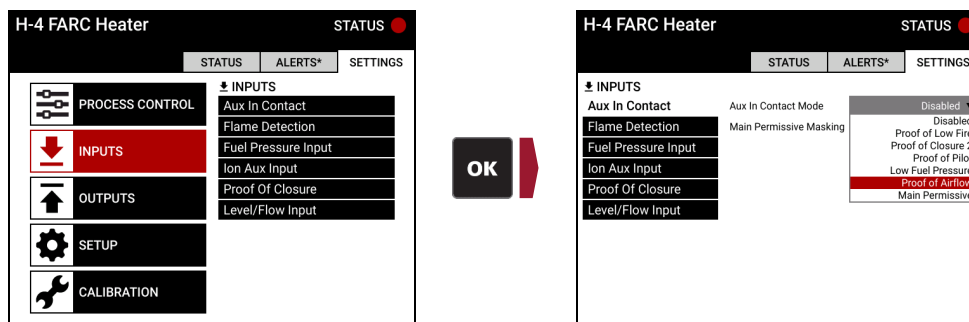 H-4 FARC Heater STATUS
STATUS ALERTS* SETTINGS
PROCESS CONTROL
INPUTS
OUTPUTS
SETUP
CALIBRATION
INPUTS
Aux In Contact
Flame Detection
Fuel Pressure Input
Ion Aux Input
Proof Of Closure
Level/Flow Input
OK
H-4 FARC Heater STATUS
STATUS ALERTS* SETTINGS
INPUTS
Aux In Contact
Flame Detection
Fuel Pressure Input
Ion Aux Input
Proof Of Closure
Level/Flow Input
Aux In Contact Mode Disabled
Main Permissive Masking
Disabled
Proof of Low Fire
Proof of Closure 2
Proof of Pilo
Low Fuel Pressure
Proof of Airflow
Main Permissive